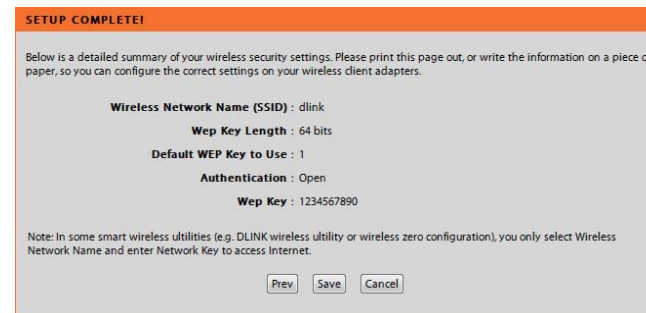 SETUP COMPLETE!
Below is a detailed summary of your wireless security settings. Please print this page out, or write the information on a piece
paper, so you can configure the correct settings on your wireless client adapters.
Wireless Network Name (SSID) : dlink
Wep Key Length : 64 bits
Default WEP Key to Use : 1
Authentication : Open
Wep Key : 1234567890
Note: In some smart wireless ultilities (e.g. DLINK wireless ultility or wireless zero configuration), you only select Wireless
Network Name and enter Network Key to access Internet.
Prev Save Cancel